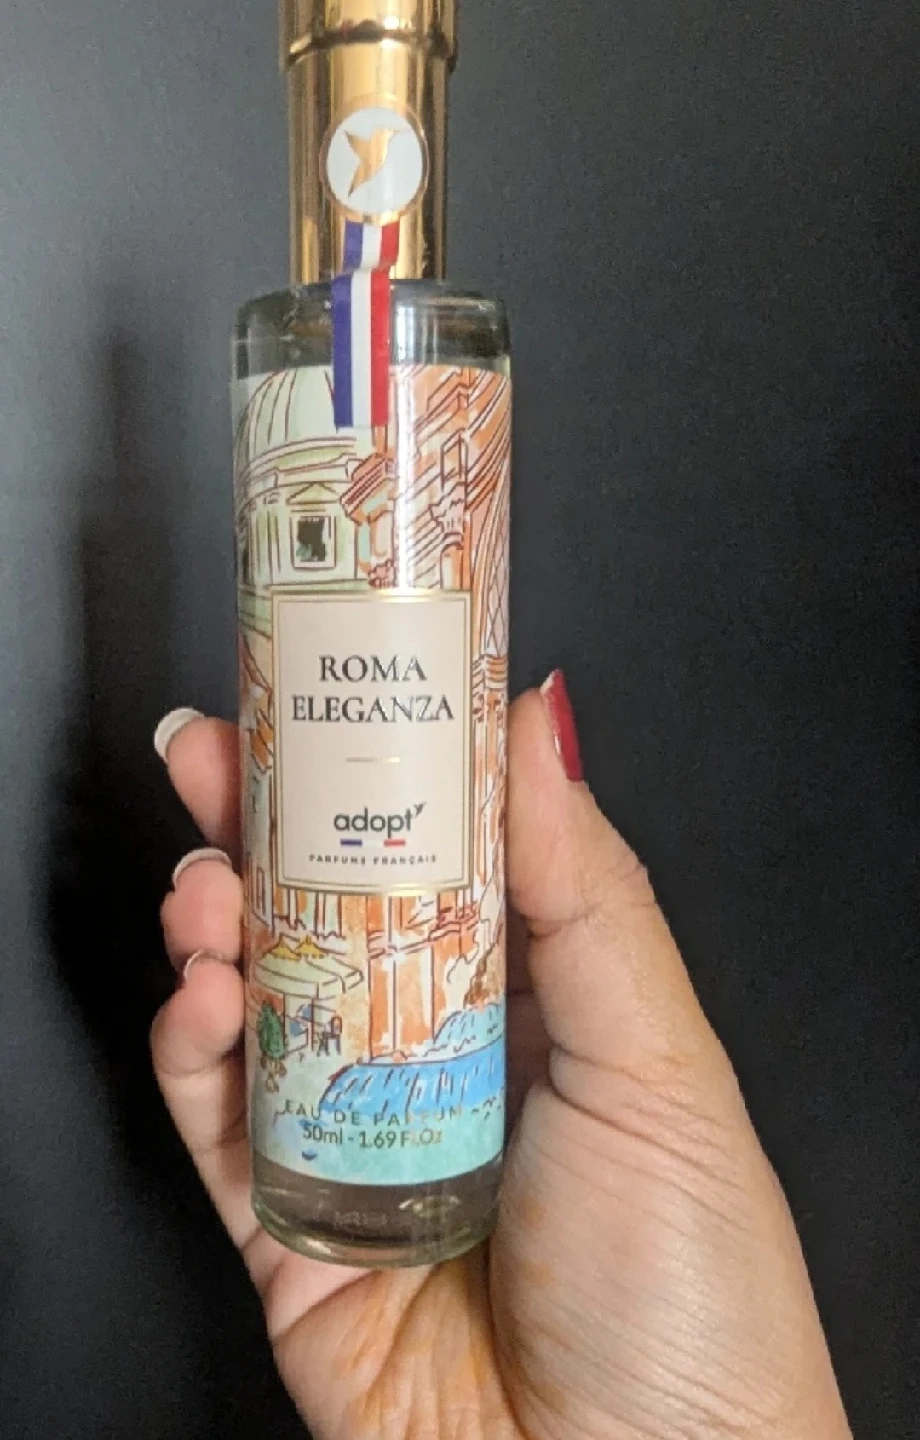 ROMA
ELEGANZA
adopt'
PARFUMS FRANÇAIS
EAU DE PARFUM
50ml - 1.69 Fl.Oz